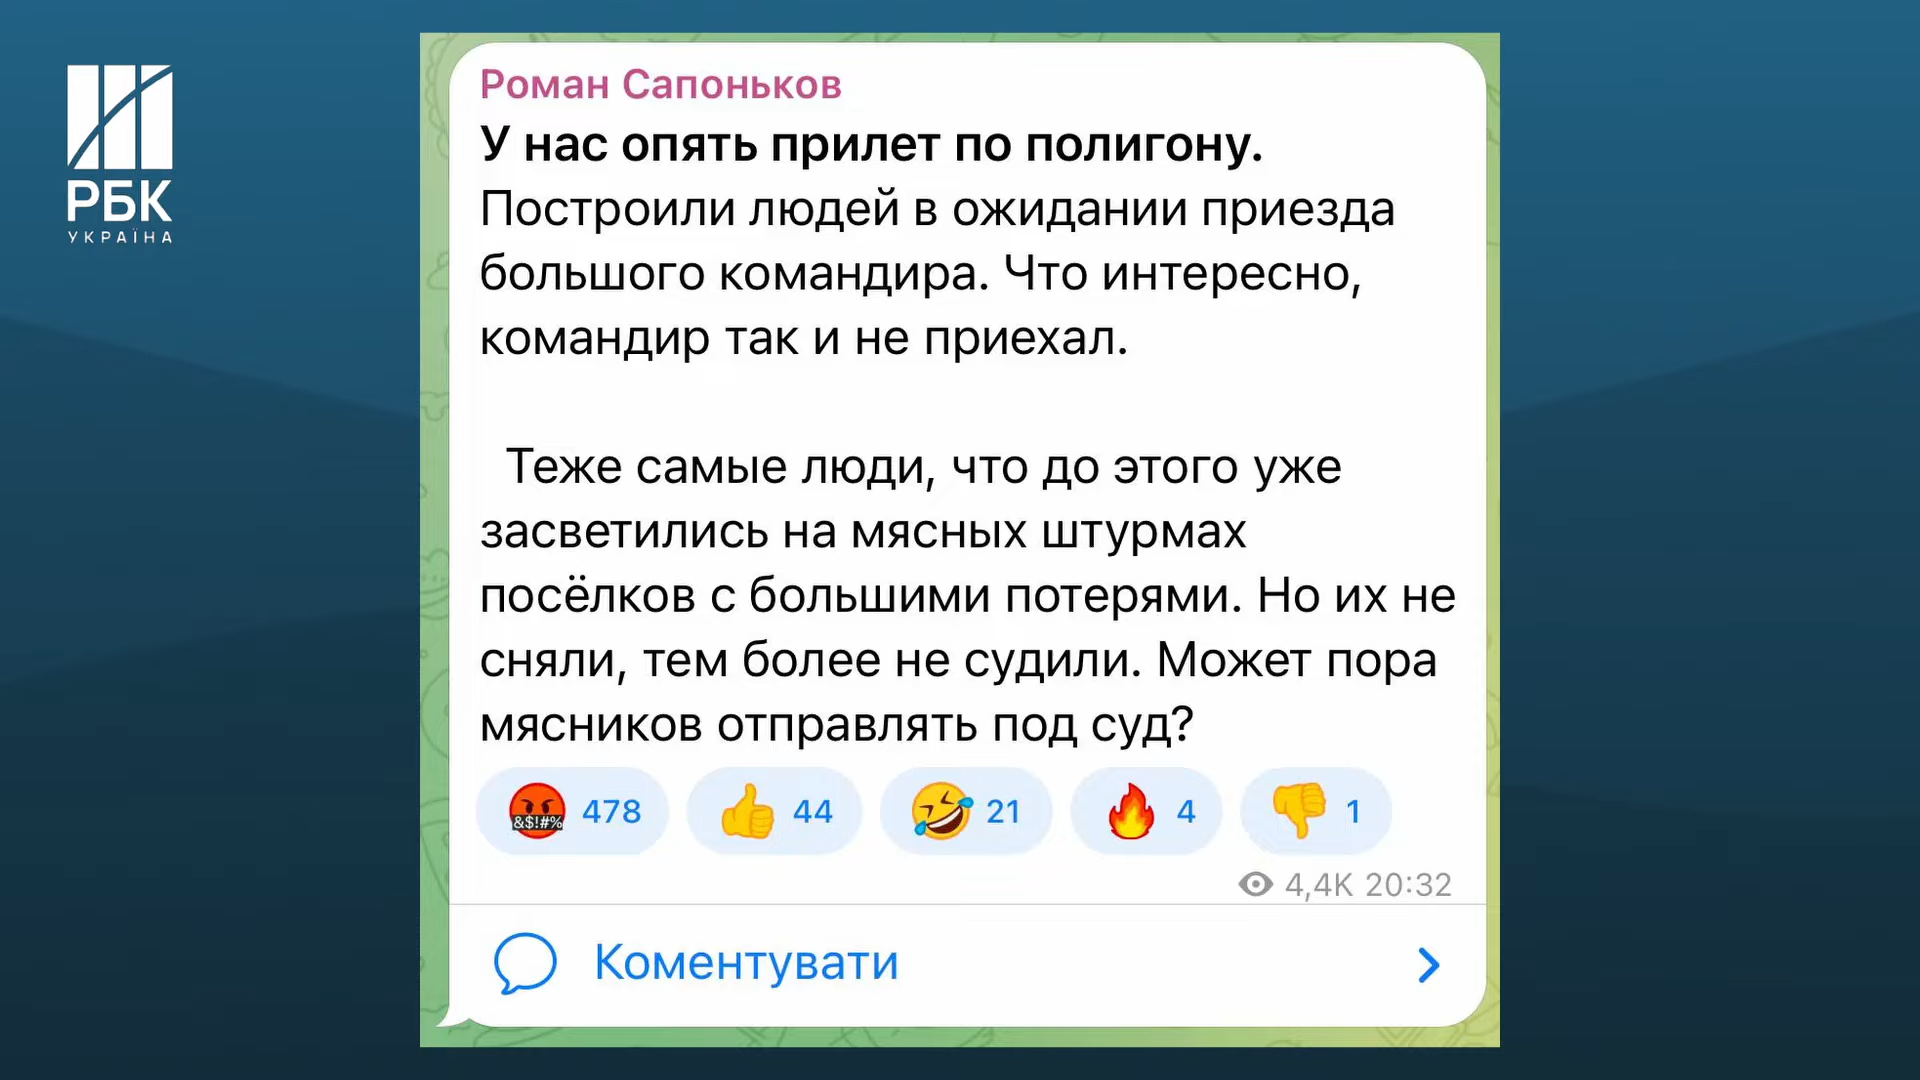 РБК
УКРАЇНА
Роман Сапоньков
У нас опять прилет по полигону.
Построили людей в ожидании приезда
большого командира. Что интересно,
командир так и не приехал.
Теже самые люди, что до этого уже
засветились на мясных штурмах
посёлков с большими потерями. Но их не
сняли, тем более не судили. Может пора
мясников отправлять под суд?
&$!#% 478 44 21 4 1
4,4K 20:32
Коментувати